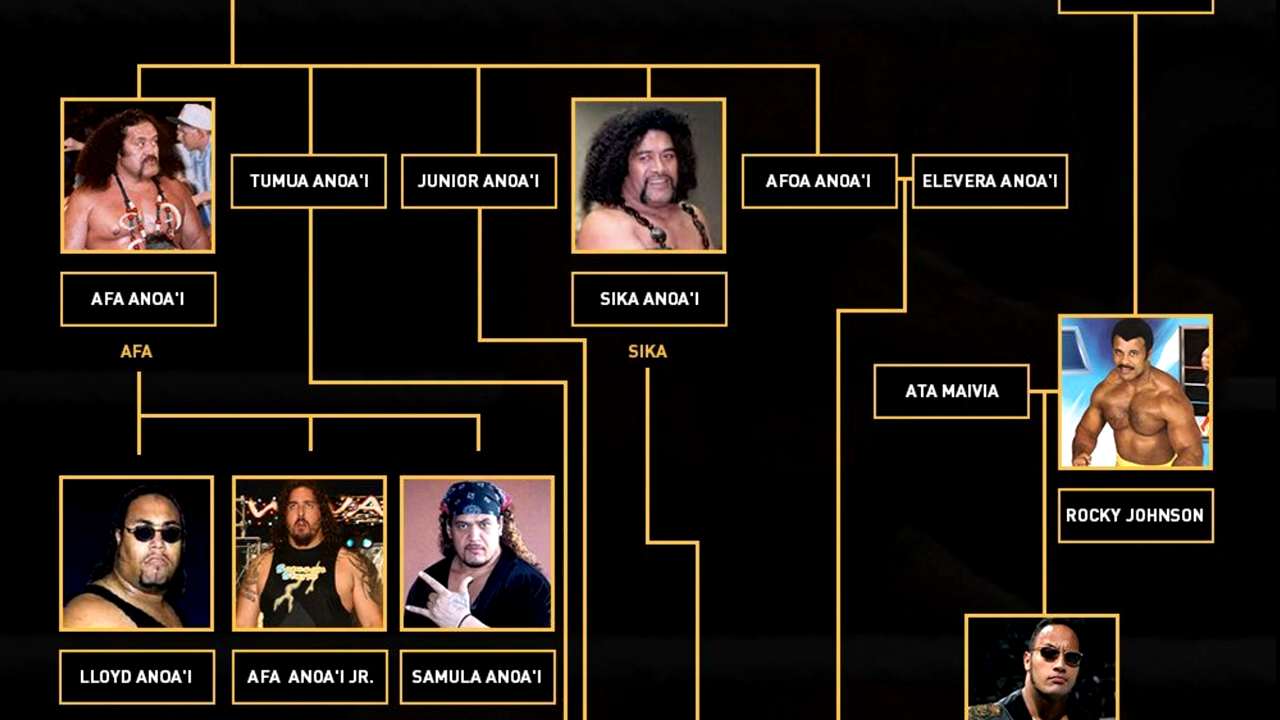 TUMUA ANOA'I
JUNIOR ANOA'I
AFOA ANOA'I
ELEVERA ANOA'I
AFA ANOA'I
SIKA ANOA'I
AFA
SIKA
ATA MAIVIA
ROCKY JOHNSON
LLOYD ANOA'I
AFA ANOA'I JR.
SAMULA ANOA'I